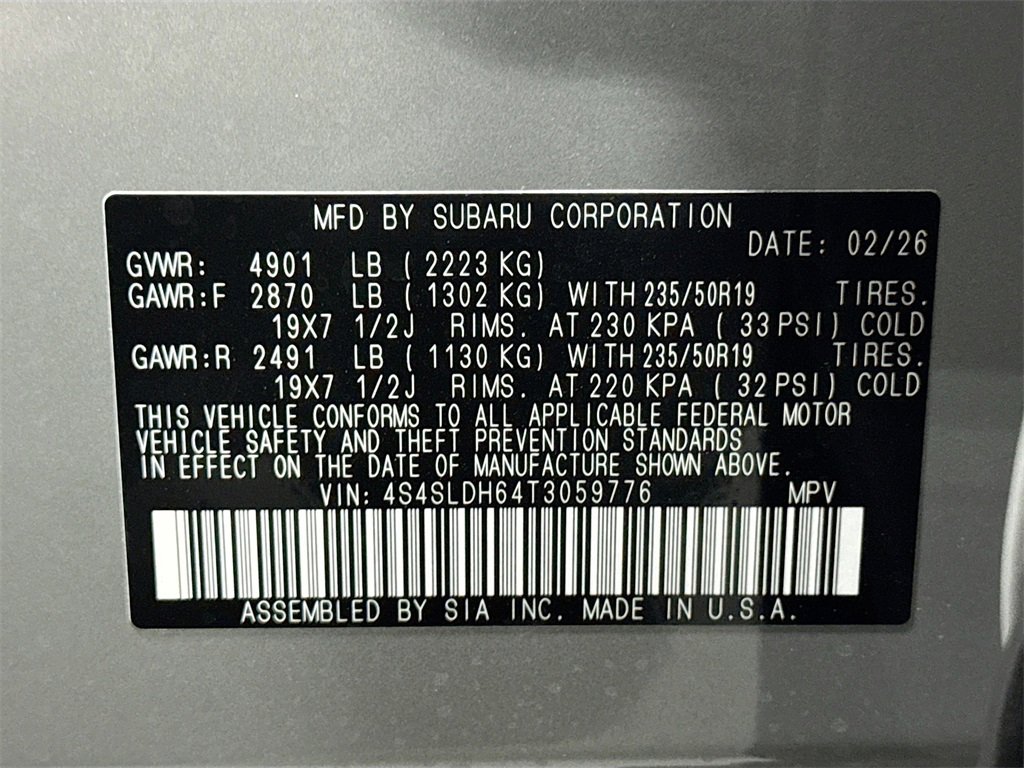 MFD BY SUBARU CORPORATION
DATE: 02/26
GVWR: 4901 LB ( 2223 KG)
GAWR:F 2870 LB ( 1302 KG) WITH 235/50R19 TIRES.
19X7 1/2J RIMS. AT 230 KPA ( 33 PSI) COLD
GAWR:R 2491 LB ( 1130 KG) WITH 235/50R19 TIRES.
19X7 1/2J RIMS. AT 220 KPA ( 32 PSI) COLD
THIS VEHICLE CONFORMS TO ALL APPLICABLE FEDERAL MOTOR
VEHICLE SAFETY AND THEFT PREVENTION STANDARDS
IN EFFECT ON THE DATE OF MANUFACTURE SHOWN ABOVE.
VIN: 4S4SLDH64T3059776 MPV
ASSEMBLED BY SIA INC. MADE IN U.S.A.